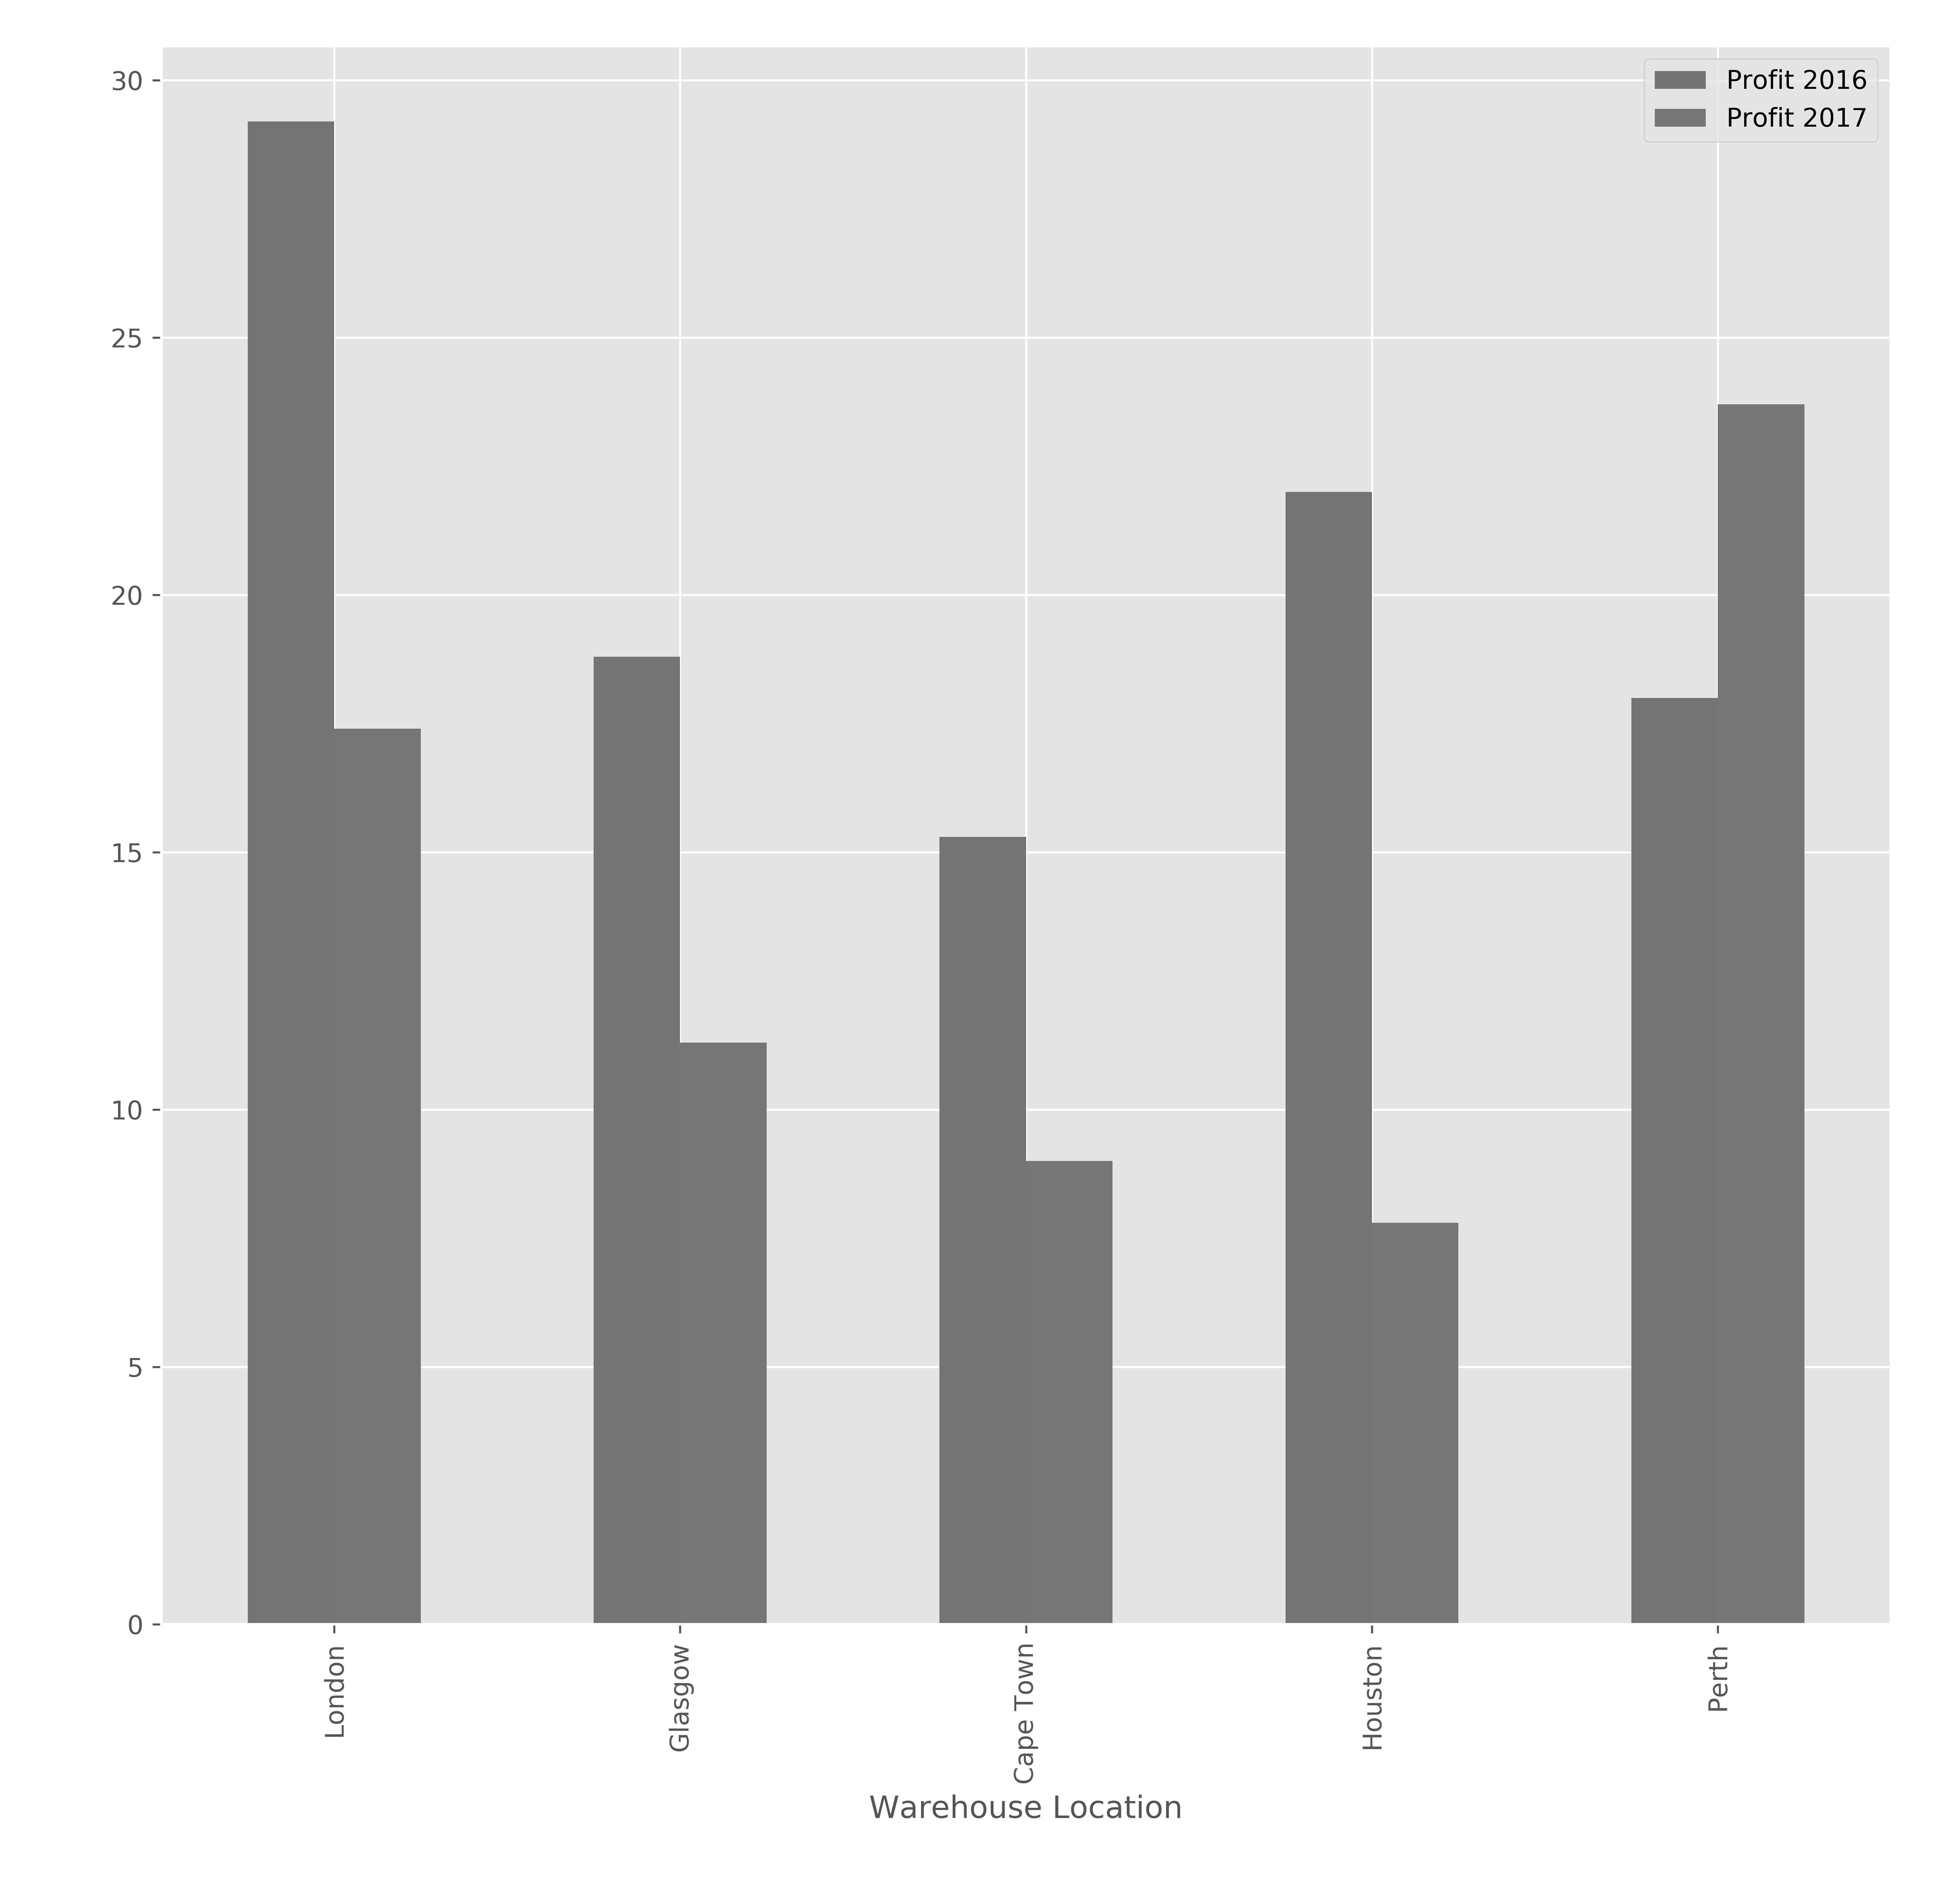 30
25
20
15
10
5
0
Profit 2016
Profit 2017
London
Glasgow
Cape Town
Houston
Perth
Warehouse Location